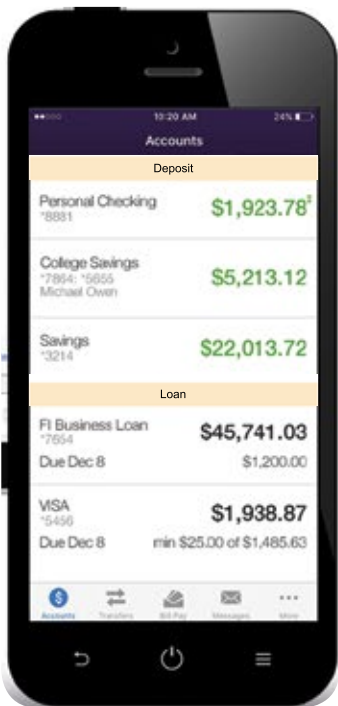 10:20 AM 24%
Accounts
Deposit
Personal Checking
*8881
$1,923.78‡
College Savings
*7864: *5655
Michael Owen
$5,213.12
Savings
*3214
$22,013.72
Loan
FI Business Loan
*7654
$45,741.03
Due Dec 8 $1,200.00
VISA
*5456
$1,938.87
Due Dec 8 min $25.00 of $1,485.63
Accounts Transfers Bill Pay Messages More